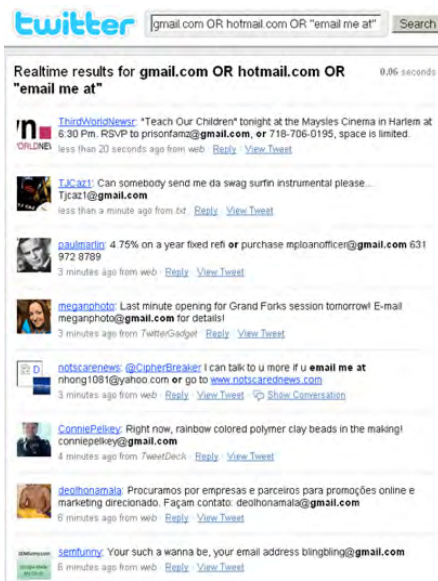 twitter
gmail.com OR hotmail.com OR "email me at"
Search
Realtime results for gmail.com OR hotmail.com OR
"email me at"
0.06 seconds
ThirdWorldNewsr: "Teach Our Children" tonight at the Maysles Cinema in Harlem at
6:30 Pm. RSVP to prisonfamz@gmail.com, or 718-706-0195, space is limited.
less than 20 seconds ago from web · Reply · View Tweet
TJCaz1: Can somebody send me da swag surfin instrumental please...
Tjcaz1@gmail.com
less than a minute ago from txt · Reply · View Tweet
paulmarlin: 4.75% on a year fixed refi or purchase mploanofficer@gmail.com 631
972 8789
3 minutes ago from web · Reply · View Tweet
meganphoto: Last minute opening for Grand Forks session tomorrow! E-mail
meganphoto@gmail.com for details!
3 minutes ago from TwitterGadget · Reply · View Tweet
notscarenews: @CipherBreaker I can talk to u more if u email me at
nhong1081@yahoo.com or go to www.notscarednews.com
3 minutes ago from web · Reply · View Tweet · Show Conversation
ConniePelkey: Right now, rainbow colored polymer clay beads in the making!
conniepelkey@gmail.com
4 minutes ago from TweetDeck · Reply · View Tweet
deolhonamala: Procuramos por empresas e parceiros para promoções online e
marketing direcionado. Façam contato: deolhonamala@gmail.com
6 minutes ago from web · Reply · View Tweet
semfunny: Your such a wanna be, your email address blingbling@gmail.com
6 minutes ago from web · Reply · View Tweet